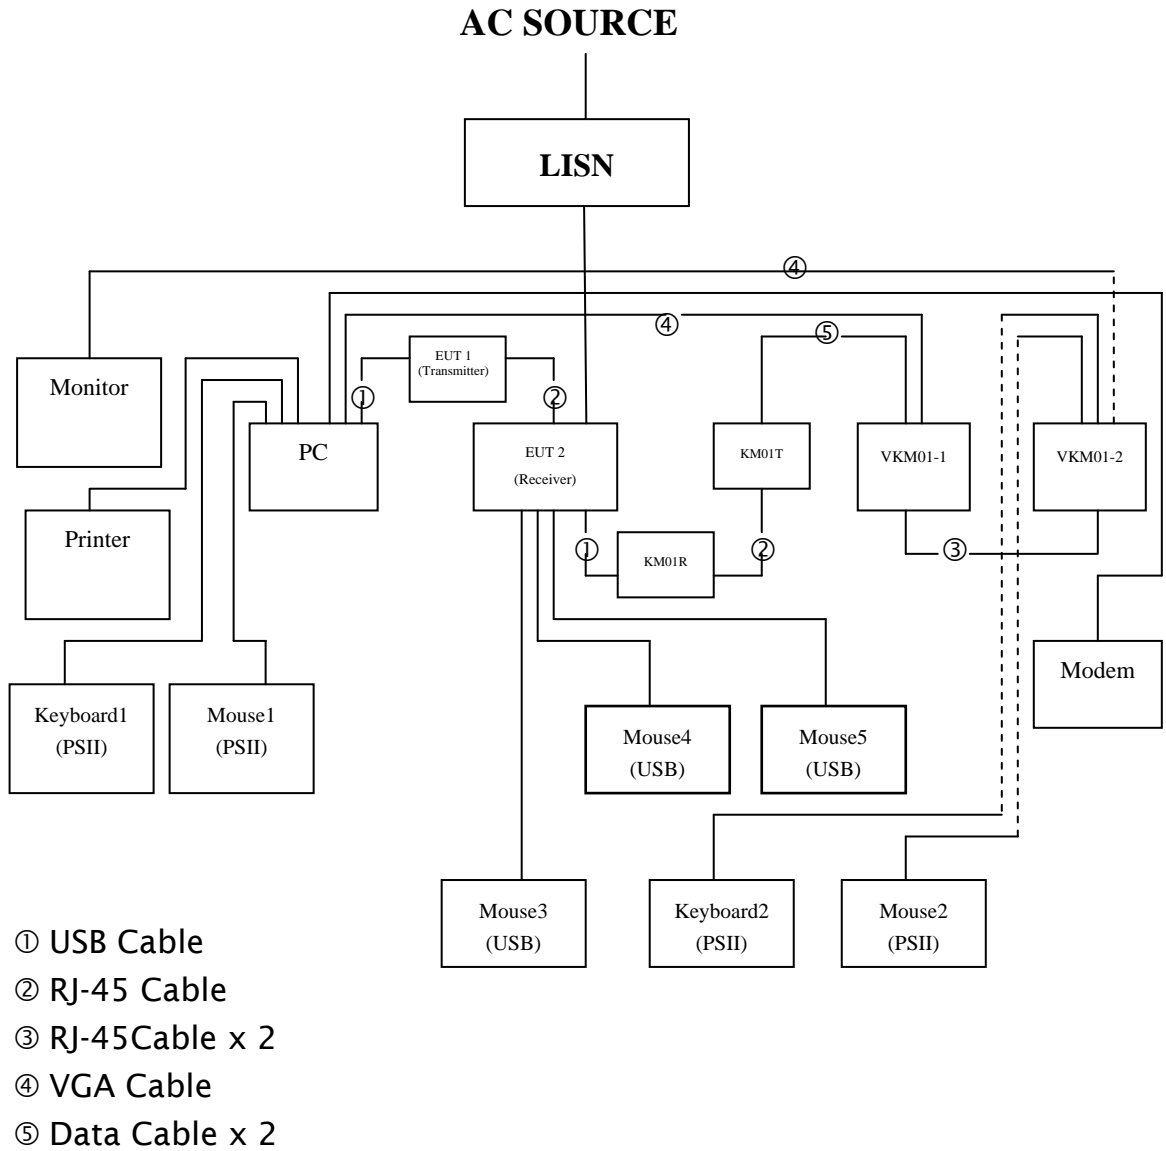 AC SOURCE
LISN
④
④
⑤
EUT 1
(Transmitter)
Monitor
①
②
PC
EUT 2
(Receiver)
KM01T
VKM01-1
VKM01-2
Printer
①
KM01R
②
③
Modem
Keyboard1
(PSII)
Mouse1
(PSII)
Mouse4
(USB)
Mouse5
(USB)
Mouse3
(USB)
Keyboard2
(PSII)
Mouse2
(PSII)
① USB Cable
② RJ-45 Cable
③ RJ-45Cable x 2
④ VGA Cable
⑤ Data Cable x 2